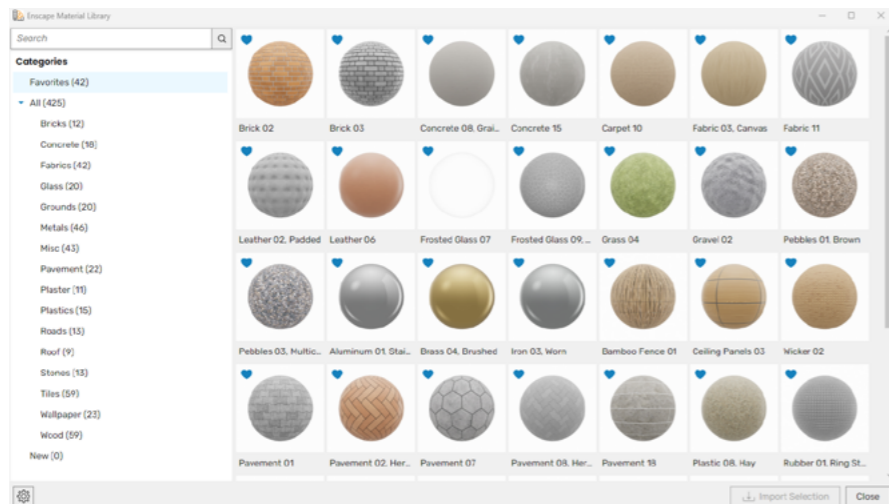 Enscape Material Library
Search
Categories
Favorites (42)
All (425)
Bricks (12)
Concrete (18)
Fabrics (42)
Glass (20)
Grounds (20)
Metals (46)
Misc (43)
Pavement (22)
Plaster (11)
Plastics (15)
Roads (13)
Roof (9)
Stones (13)
Tiles (59)
Wallpaper (23)
Wood (59)
New (0)
Brick 02 Brick 03 Concrete 08, Grai... Concrete 15 Carpet 10 Fabric 03, Canvas Fabric 11
Leather 02, Padded Leather 06 Frosted Glass 07 Frosted Glass 09, ... Grass 04 Gravel 02 Pebbles 01, Brown
Pebbles 03, Multic... Aluminum 01, Stai... Brass 04, Brushed Iron 03, Worn Bamboo Fence 01 Ceiling Panels 03 Wicker 02
Pavement 01 Pavement 02, Her... Pavement 07 Pavement 08, Her... Pavement 18 Plastic 08, Hay Rubber 01, Ring St...
Import Selection Close